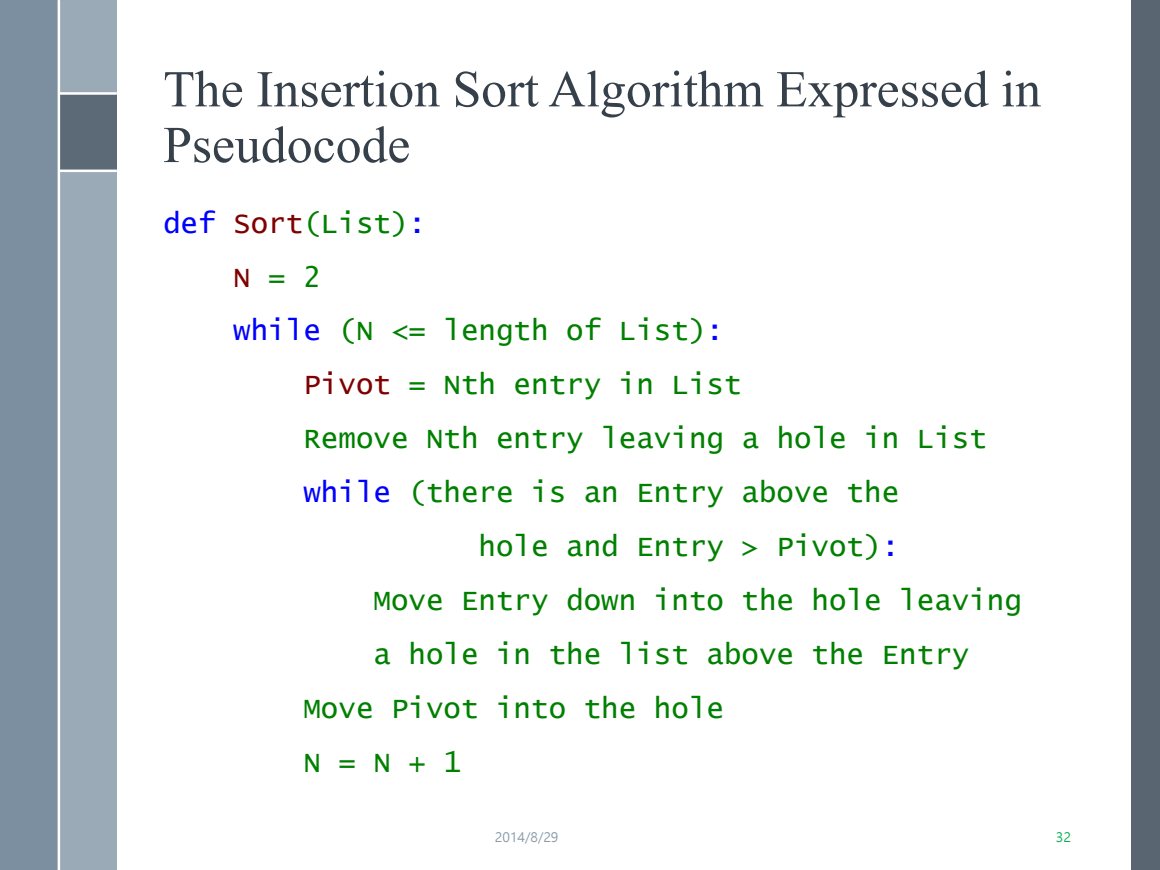 The Insertion Sort Algorithm Expressed in
Pseudocode
def Sort(List):
    N = 2
    while (N <= length of List):
        Pivot = Nth entry in List
        Remove Nth entry leaving a hole in List
        while (there is an Entry above the
                  hole and Entry > Pivot):
            Move Entry down into the hole leaving
            a hole in the list above the Entry
        Move Pivot into the hole
        N = N + 1
2014/8/29
32